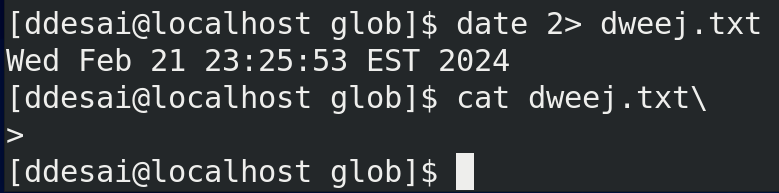 [ddesai@localhost glob]$ date 2> dweej.txt
Wed Feb 21 23:25:53 EST 2024
[ddesai@localhost glob]$ cat dweej.txt\
>
[ddesai@localhost glob]$